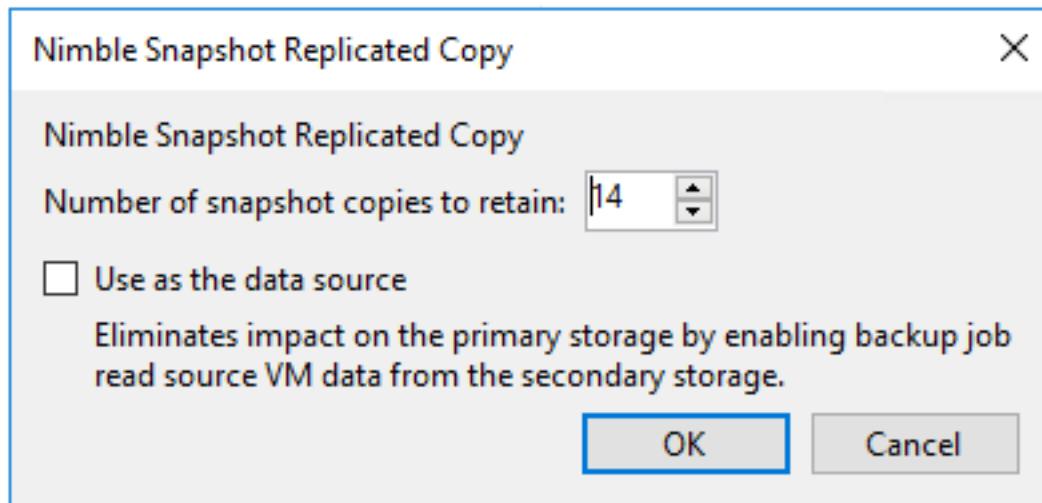 Nimble Snapshot Replicated Copy
Nimble Snapshot Replicated Copy
Number of snapshot copies to retain: 14
Use as the data source
Eliminates impact on the primary storage by enabling backup job
read source VM data from the secondary storage.
OK Cancel